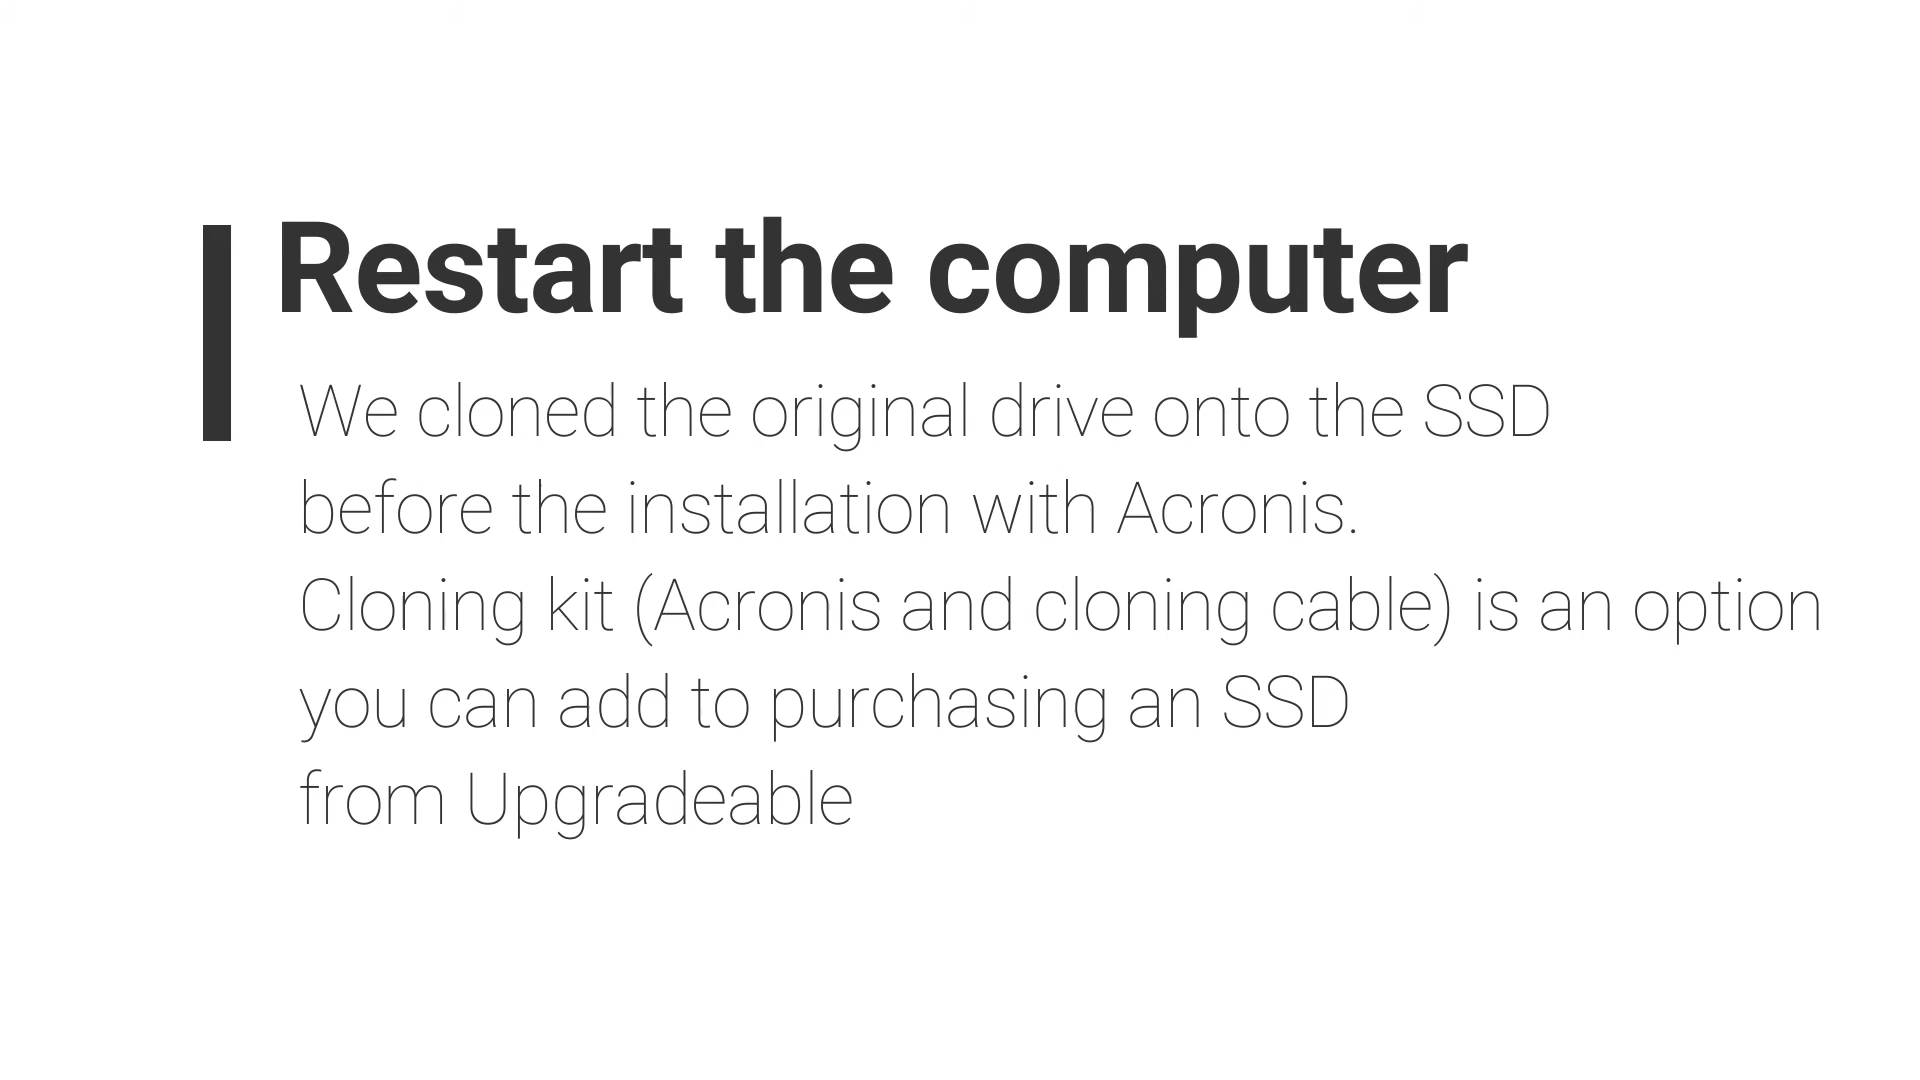 Restart the computer
We cloned the original drive onto the SSD
before the installation with Acronis.
Cloning kit (Acronis and cloning cable) is an option
you can add to purchasing an SSD
from Upgradeable